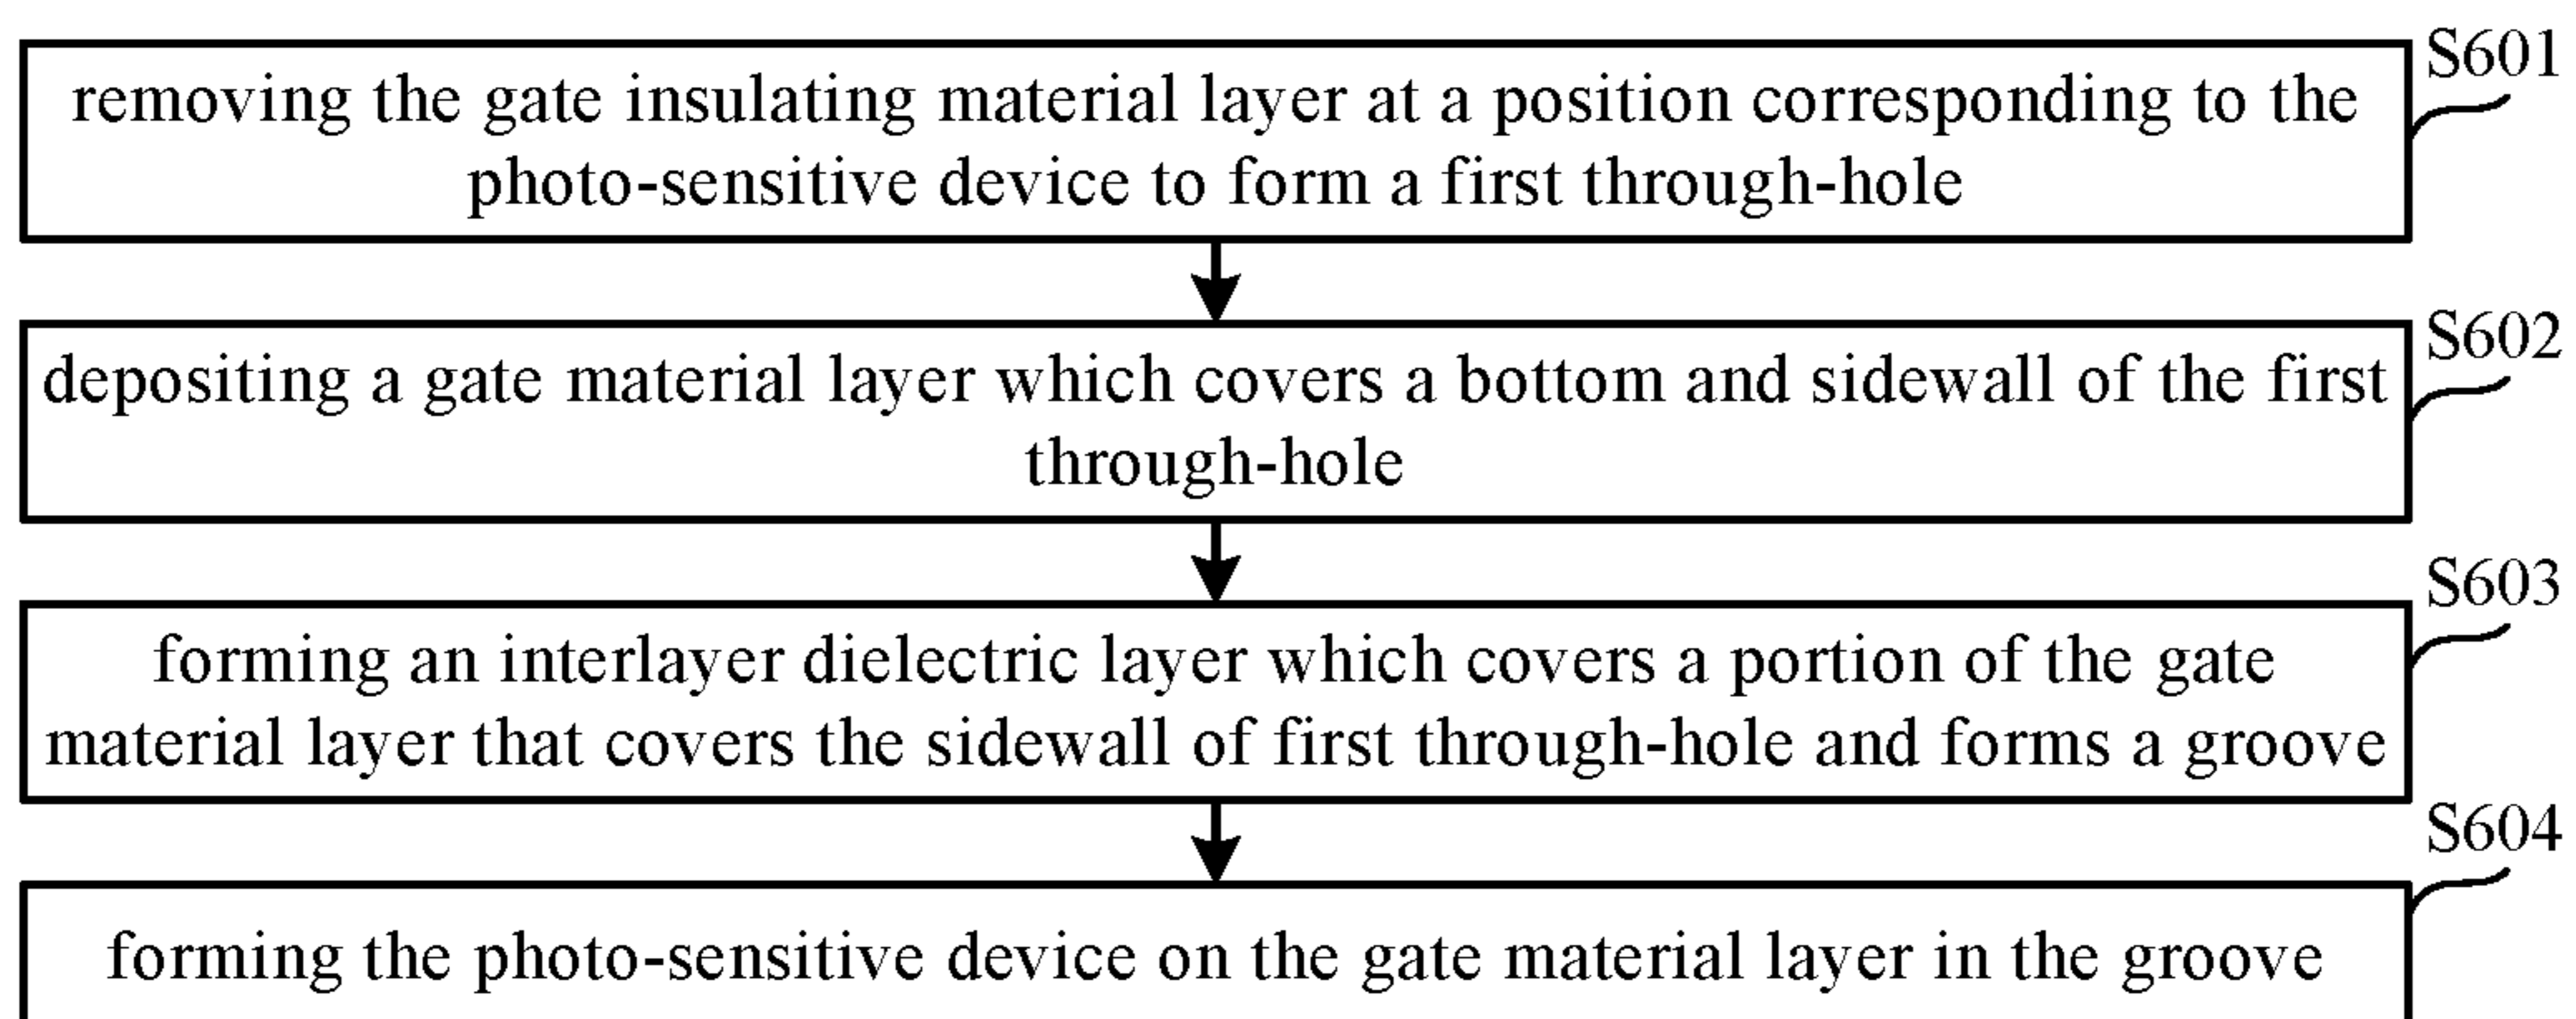 S601
removing the gate insulating material layer at a position corresponding to the
photo-sensitive device to form a first through-hole
S602
depositing a gate material layer which covers a bottom and sidewall of the first
through-hole
S603
forming an interlayer dielectric layer which covers a portion of the gate
material layer that covers the sidewall of first through-hole and forms a groove
S604
forming the photo-sensitive device on the gate material layer in the groove